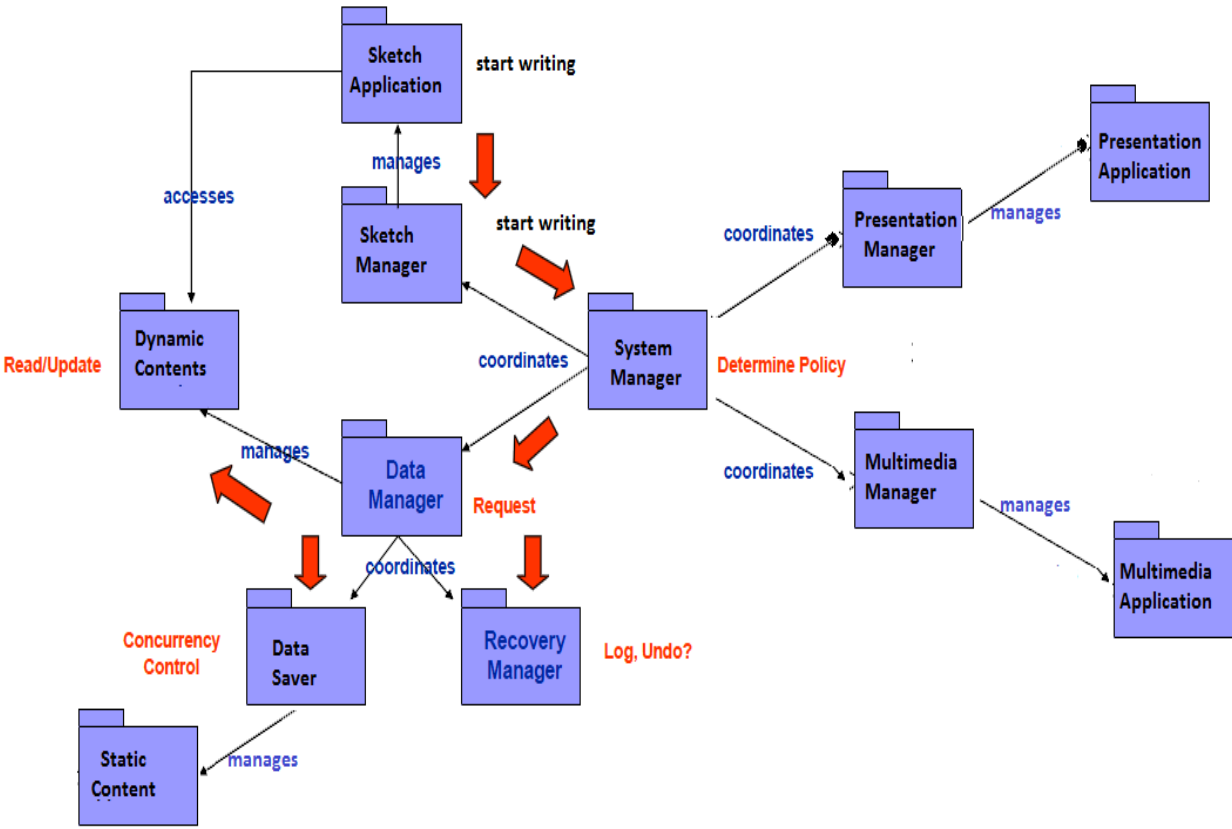 Sketch
Application
start writing
manages
accesses
Presentation
Application
Sketch
Manager
start writing
coordinates
Presentation
Manager
manages
Dynamic
Contents
Read/Update
coordinates
System
Manager
Determine Policy
manages
Data
Manager
Request
coordinates
Multimedia
Manager
manages
coordinates
Multimedia
Application
Concurrency
Control
Data
Saver
Recovery
Manager
Log, Undo?
Static
Content
manages